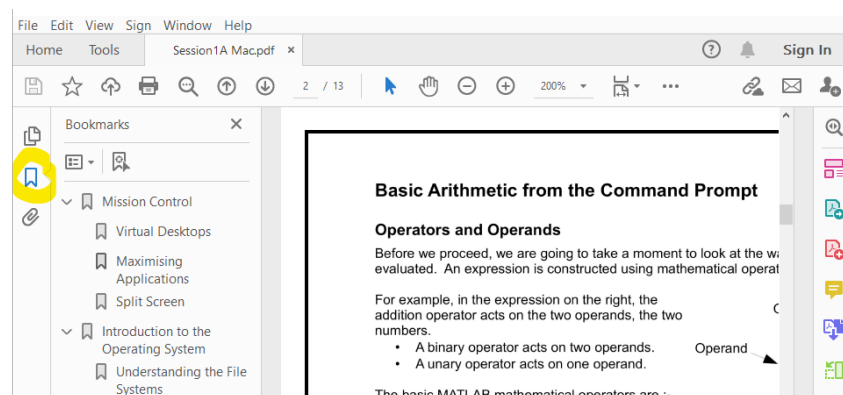 File Edit View Sign Window Help
Home Tools Session1A Mac.pdf × ? Sign In
2 / 13 200%
Bookmarks
Mission Control
Virtual Desktops
Maximising
Applications
Split Screen
Introduction to the
Operating System
Understanding the File
Systems
Basic Arithmetic from the Command Prompt
Operators and Operands
Before we proceed, we are going to take a moment to look at the
evaluated. An expression is constructed using mathematical
For example, in the expression on the right, the
addition operator acts on the two operands, the two
numbers.
• A binary operator acts on two operands.
• A unary operator acts on one operand.
Operand
The basic MATLAB mathematical operators are :-